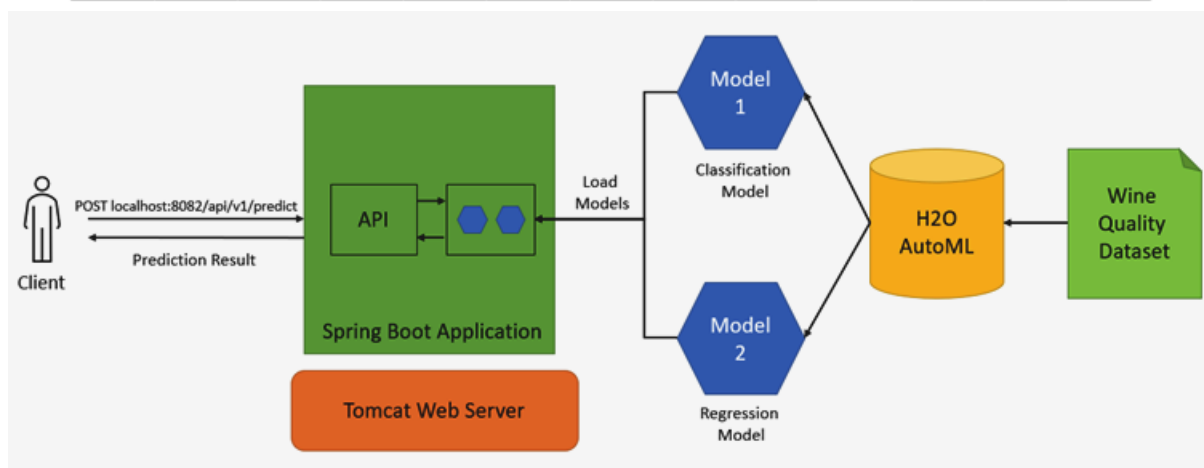 Client
POST localhost:8082/api/v1/predict
Prediction Result
API
Spring Boot Application
Tomcat Web Server
Load
Models
Model
1
Classification
Model
Model
2
Regression
Model
H2O
AutoML
Wine
Quality
Dataset